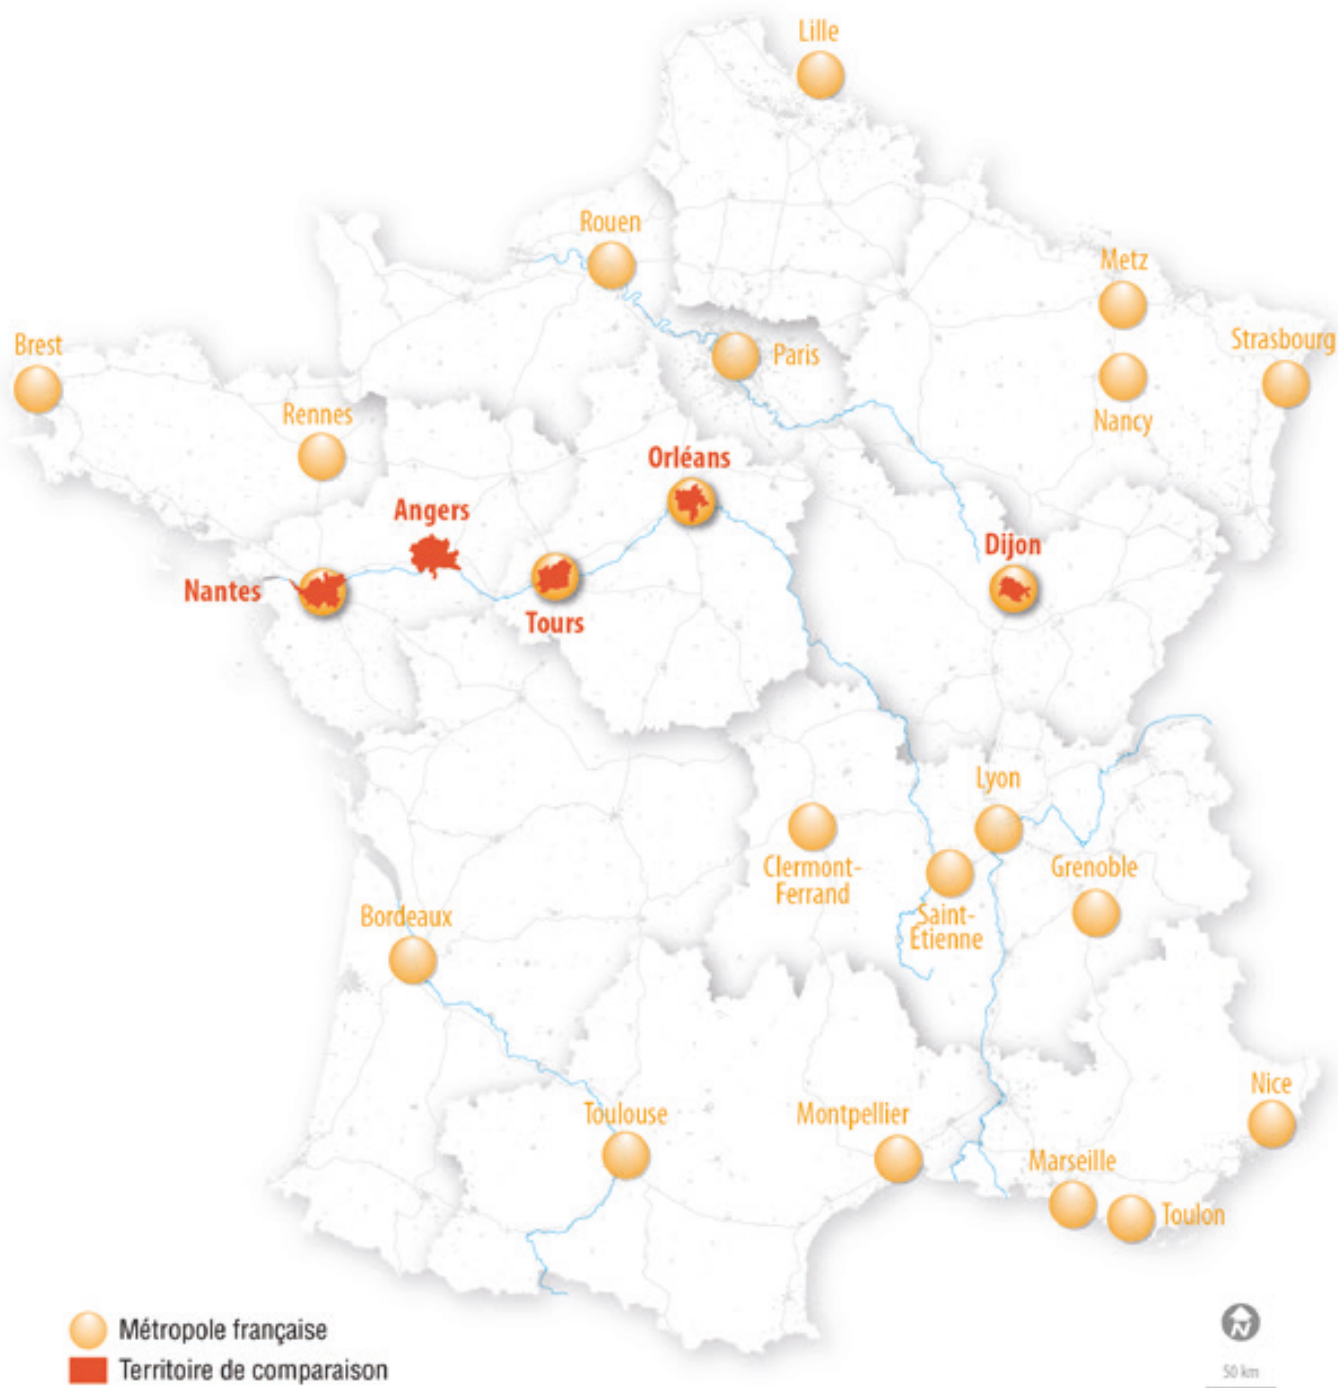 Lille
Rouen
Metz
Strasbourg
Brest
Paris
Rennes
Nancy
Orléans
Angers
Dijon
Nantes
Tours
Lyon
Clermont-
Ferrand
Grenoble
Saint-
Étienne
Bordeaux
Nice
Toulouse
Montpellier
Marseille
Toulon
Métropole française
N
Territoire de comparaison
50 km